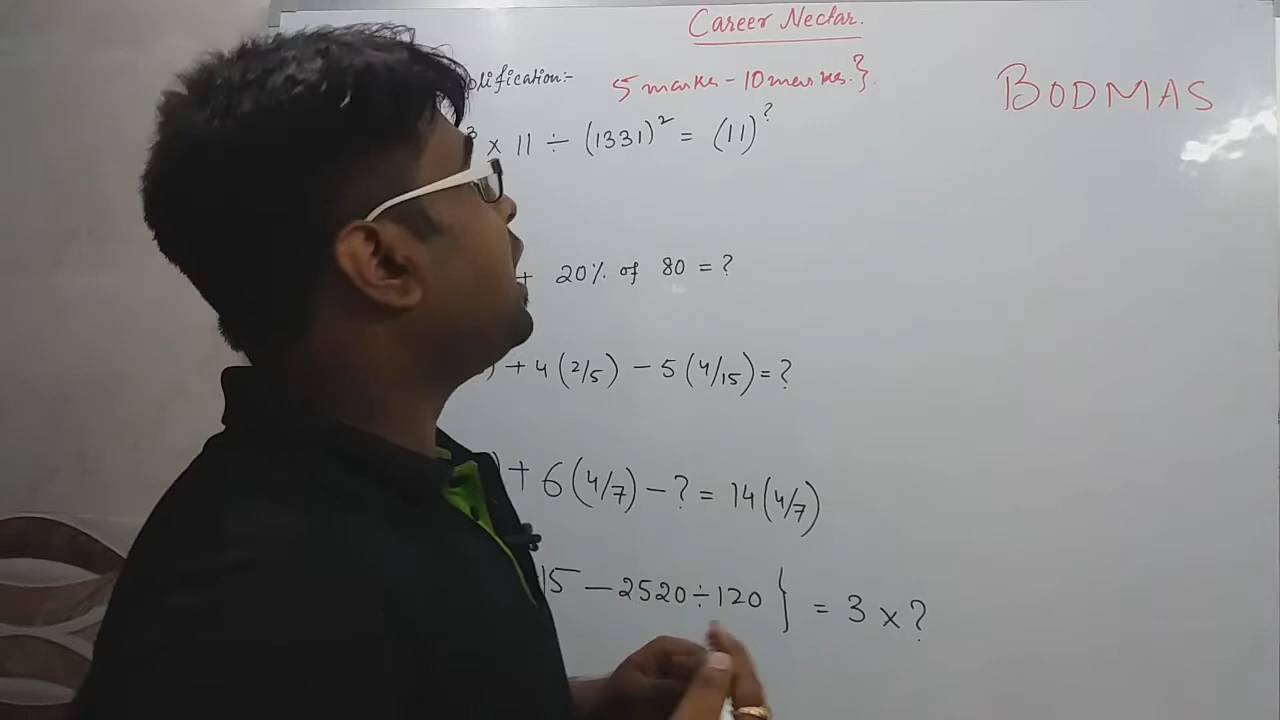 Career Nectar.
plification:- 5 marks - 10 marks.}
BODMAS
3 x 11 ÷ (1331)² = (11)?
+ 20% of 80 = ?
) + 4 (2/5) - 5 (4/15) = ?
) + 6 (4/7) - ? = 14 (4/7)
15 - 2520 ÷ 120 } = 3 x ?